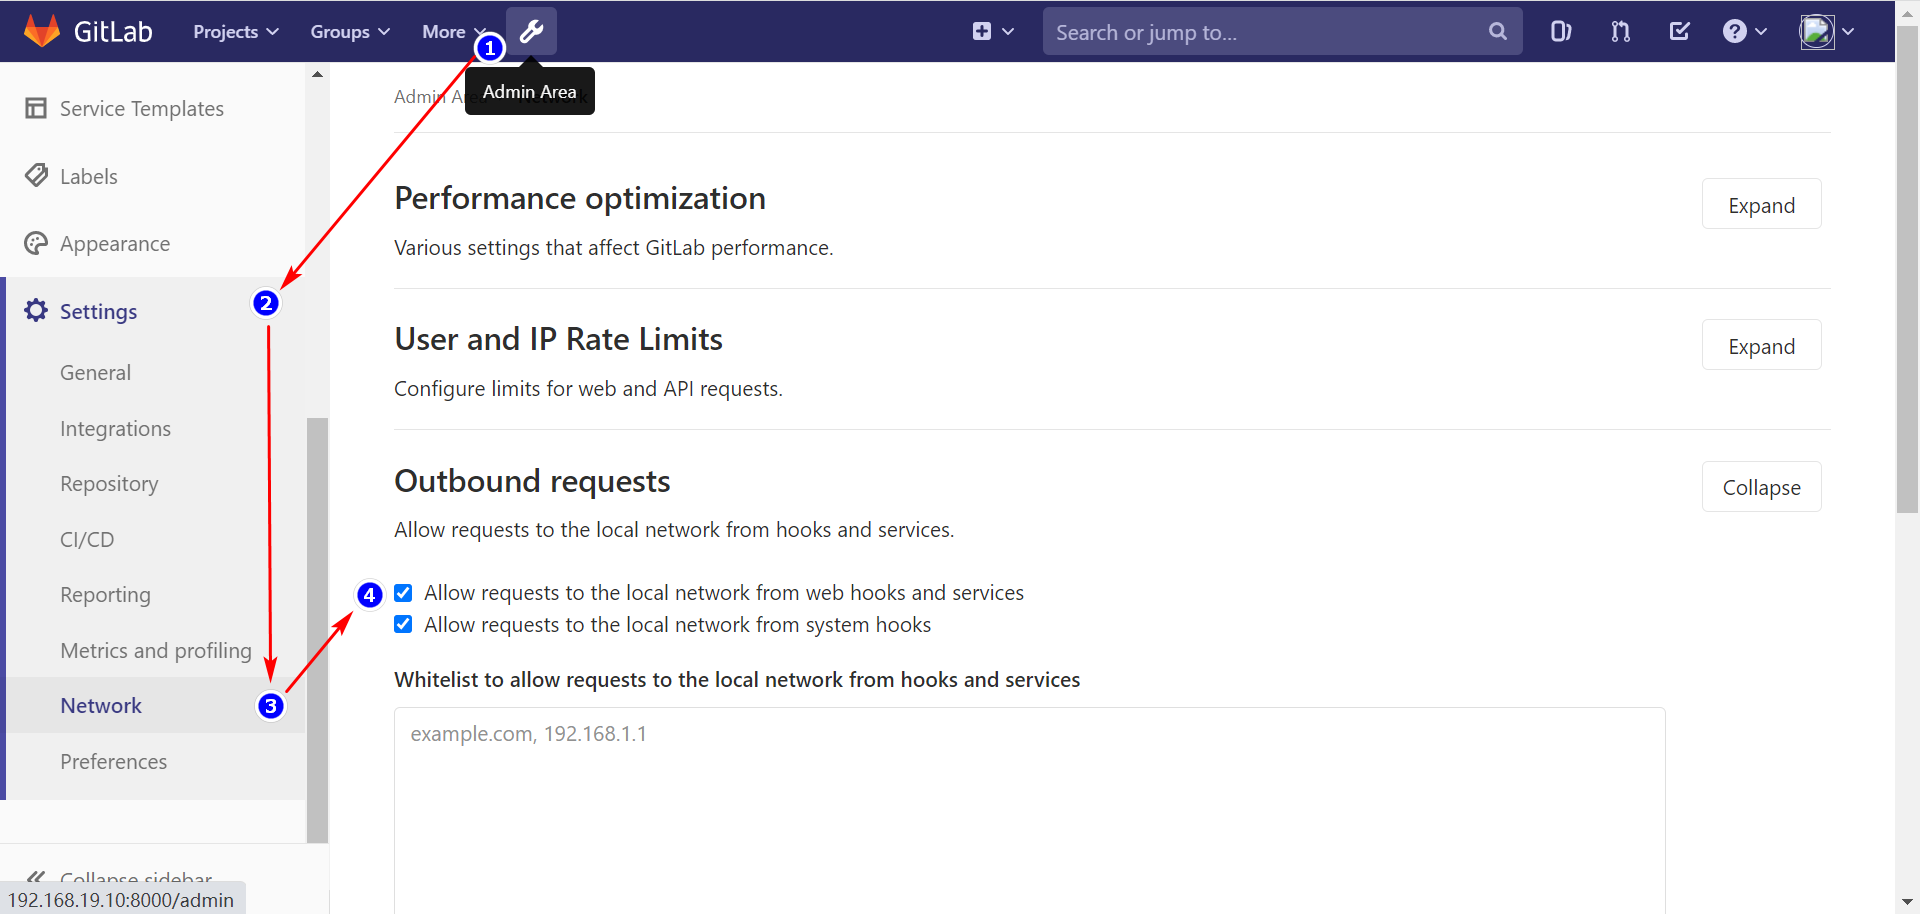 GitLab
Projects
Groups
More
1
Search or jump to...
Admin Area
Admin Area
Network
Service Templates
Labels
Appearance
Settings
2
General
Integrations
Repository
CI/CD
Reporting
Metrics and profiling
Network
3
Preferences
Collapse sidebar
192.168.19.10:8000/admin
Performance optimization
Expand
Various settings that affect GitLab performance.
User and IP Rate Limits
Expand
Configure limits for web and API requests.
Outbound requests
Collapse
Allow requests to the local network from hooks and services.
4
Allow requests to the local network from web hooks and services
Allow requests to the local network from system hooks
Whitelist to allow requests to the local network from hooks and services
example.com, 192.168.1.1